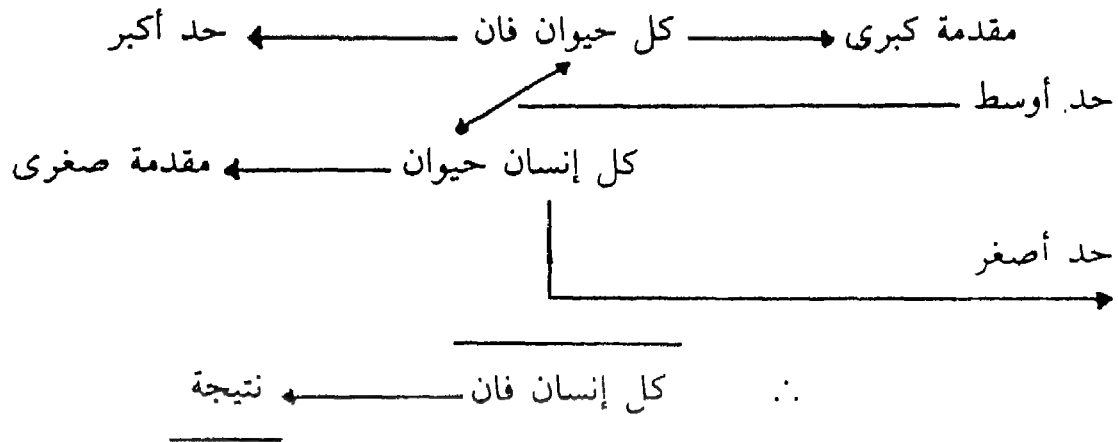 مقدمة كبرى كل حيوان فان حد أكبر
حد أوسط
كل إنسان حيوان مقدمة صغرى
حد أصغر
∴ كل إنسان فان نتيجة